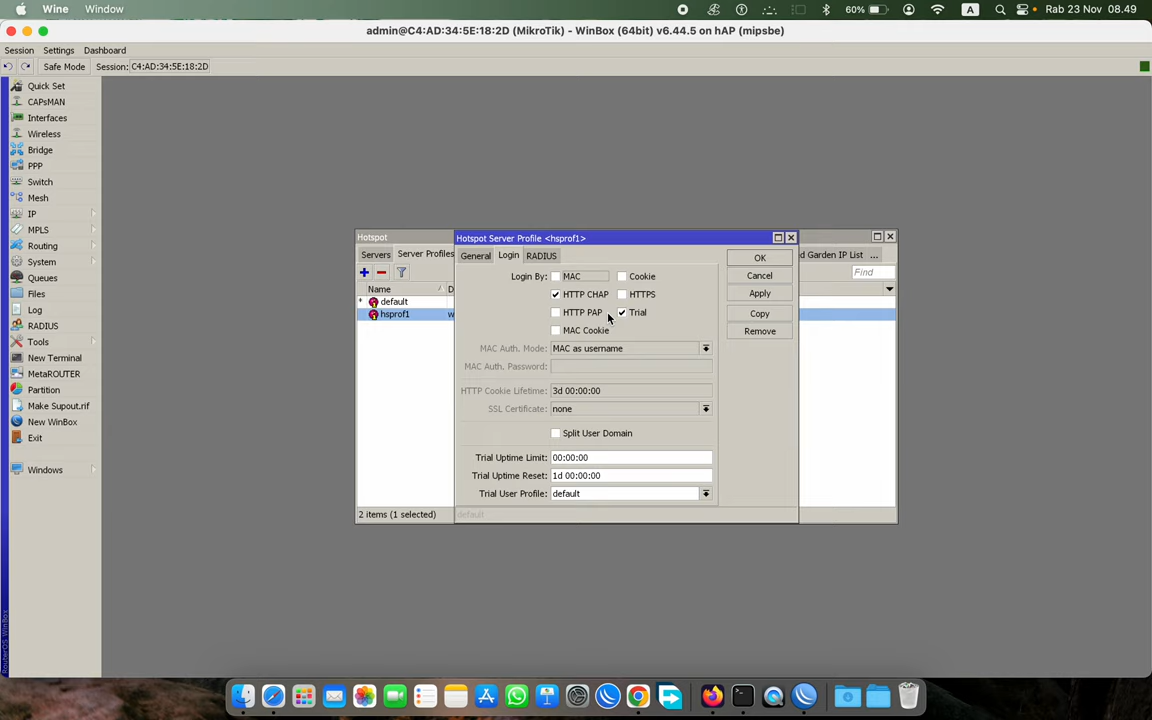 Wine Window 60% A Rab 23 Nov 08.49
admin@C4:AD:34:5E:18:2D (MikroTik) - WinBox (64bit) v6.44.5 on hAP (mipsbe)
Session Settings Dashboard
Safe Mode Session: C4:AD:34:5E:18:2D
Quick Set
CAPsMAN
Interfaces
Wireless
Bridge
PPP
Switch
Mesh
IP
MPLS
Routing
System
Queues
Files
Log
RADIUS
Tools
New Terminal
MetaROUTER
Partition
Make Supout.rif
New WinBox
Exit
Windows
RouterOS WinBox
Hotspot
Servers Server Profiles d Garden IP List ...
Find
Name D
* default
hsprof1 w
2 items (1 selected)
Hotspot Server Profile <hsprof1>
General Login RADIUS
Login By: MAC Cookie
HTTP CHAP HTTPS
HTTP PAP Trial
MAC Cookie
MAC Auth. Mode: MAC as username
MAC Auth. Password:
HTTP Cookie Lifetime: 3d 00:00:00
SSL Certificate: none
Split User Domain
Trial Uptime Limit: 00:00:00
Trial Uptime Reset: 1d 00:00:00
Trial User Profile: default
default
OK
Cancel
Apply
Copy
Remove